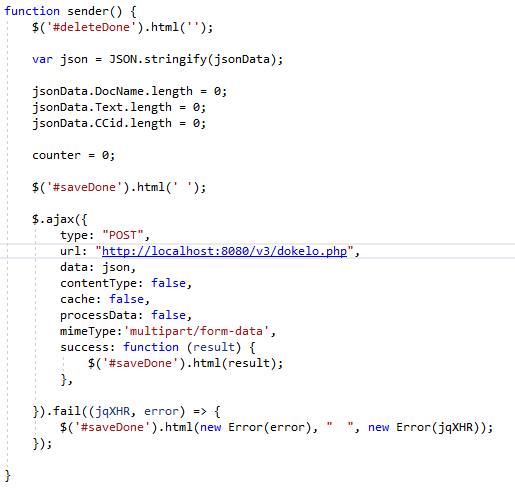 function sender() {
$('#deleteDone').html('');
var json = JSON.stringify(jsonData);
jsonData.DocName.length = 0;
jsonData.Text.length = 0;
jsonData.CCid.length = 0;
counter = 0;
$('#saveDone').html(' ');
$.ajax({
type: "POST",
url: "http://localhost:8080/v3/dokelo.php",
data: json,
contentType: false,
cache: false,
processData: false,
mimeType:'multipart/form-data',
success: function (result) {
$('#saveDone').html(result);
},
}).fail((jqXHR, error) => {
$('#saveDone').html(new Error(error), "  ", new Error(jqXHR));
});
}